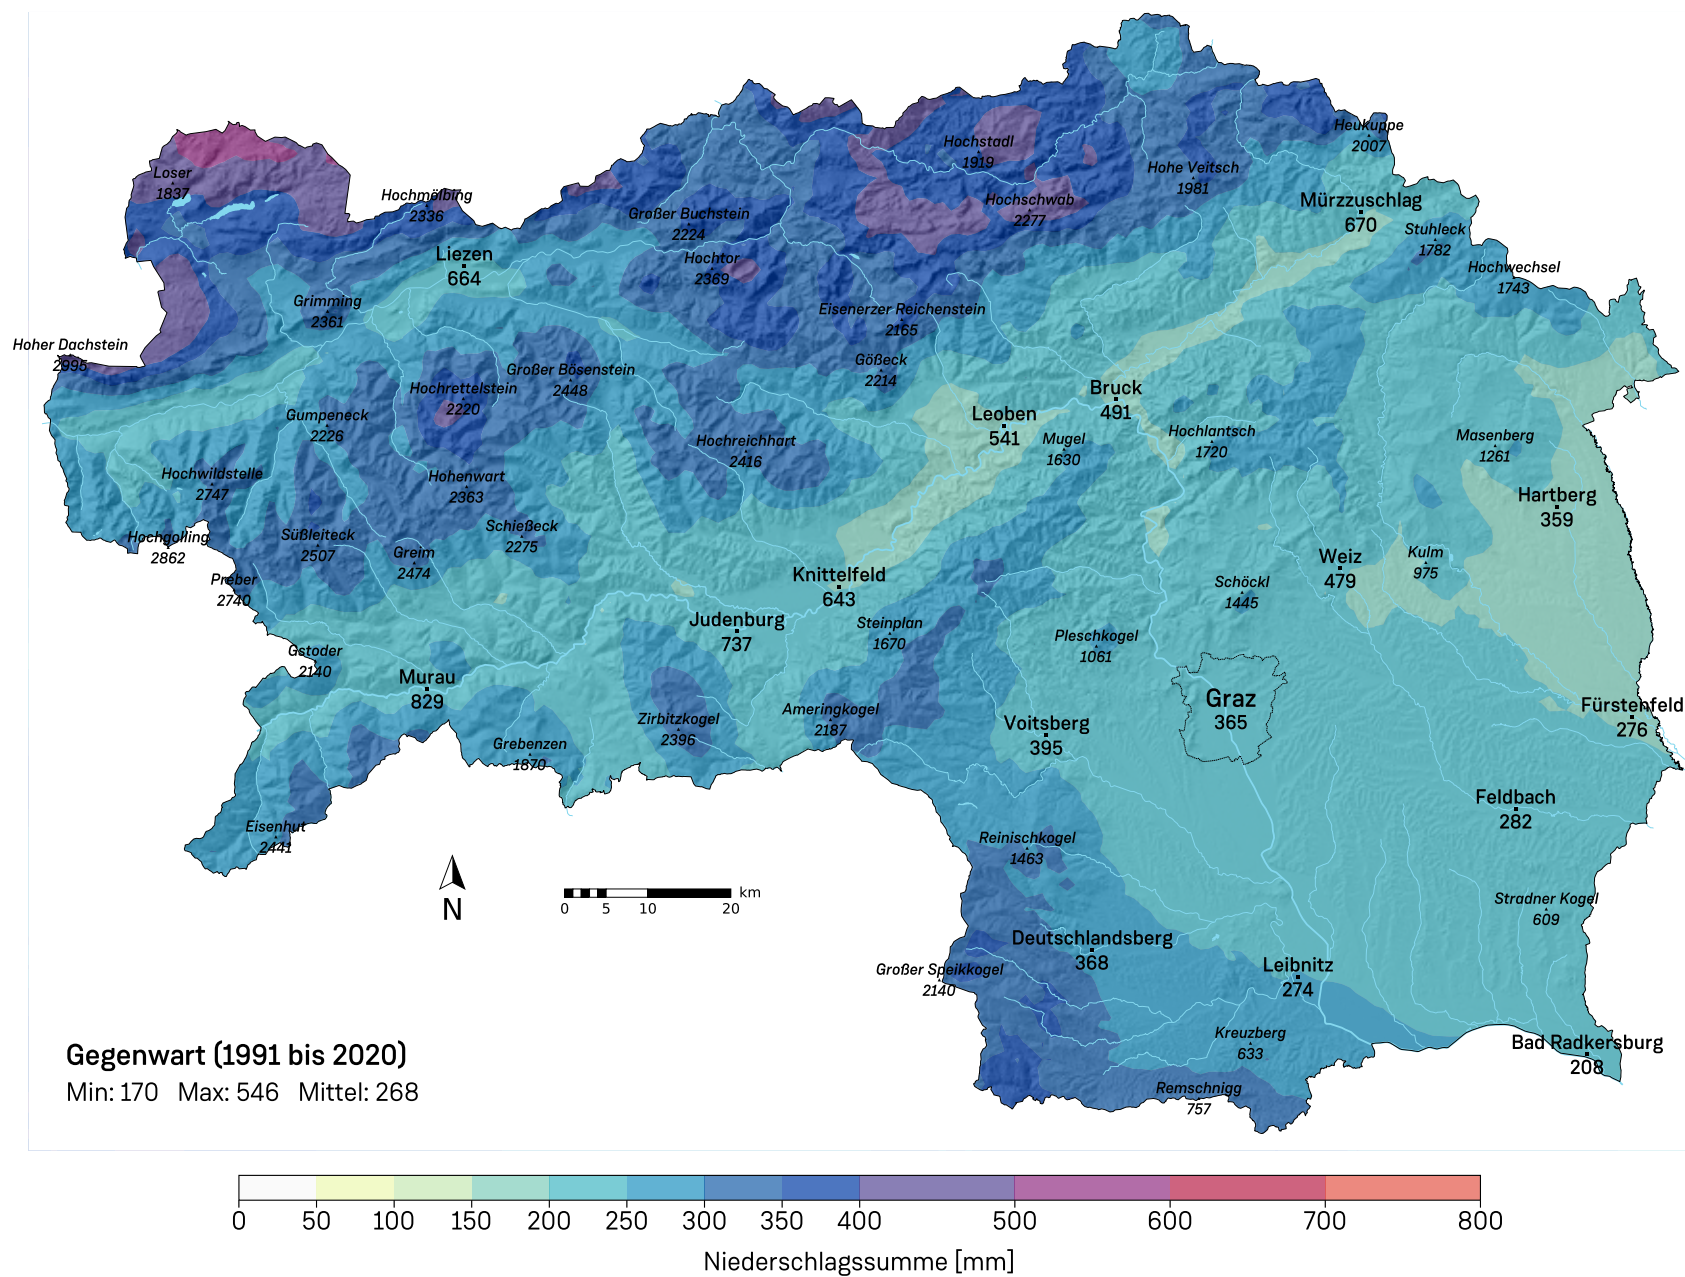 Heukuppe
2007
Hochstadl
1919
Hohe Veitsch
1981
Loser
1837
Hochmölbing
2336
Hochschwab
2277
Mürzzuschlag
670
Großer Buchstein
2224
Stuhleck
1782
Liezen
664
Hochtor
2369
Hochwechsel
1743
Grimming
2361
Eisenerzer Reichenstein
2165
Hoher Dachstein
2995
Gößeck
2214
Großer Bösenstein
2448
Hochrettelstein
2220
Bruck
491
Gumpeneck
2226
Leoben
541
Mugel
1630
Hochlantsch
1720
Hochreichhart
2416
Masenberg
1261
Hochwildstelle
2747
Hohenwart
2363
Hartberg
359
Schießeck
2275
Süßleiteck
2507
Hochgolling
2862
Greim
2474
Weiz
479
Kulm
975
Preber
2740
Knittelfeld
643
Schöckl
1445
Judenburg
737
Steinplan
1670
Pleschkogel
1061
Gstoder
2140
Murau
829
Graz
365
Zirbitzkogel
2396
Ameringkogel
2187
Voitsberg
395
Fürstenfeld
276
Grebenzen
1870
Feldbach
282
Eisenhut
2441
Reinischkogel
1463
N
km
0 5 10 20
Stradner Kogel
609
Deutschlandsberg
368
Leibnitz
274
Großer Speikkogel
2140
Kreuzberg
633
Bad Radkersburg
208
Remschnigg
757
Gegenwart (1991 bis 2020)
Min: 170 Max: 546 Mittel: 268
0 50 100 150 200 250 300 350 400 500 600 700 800
Niederschlagssumme [mm]